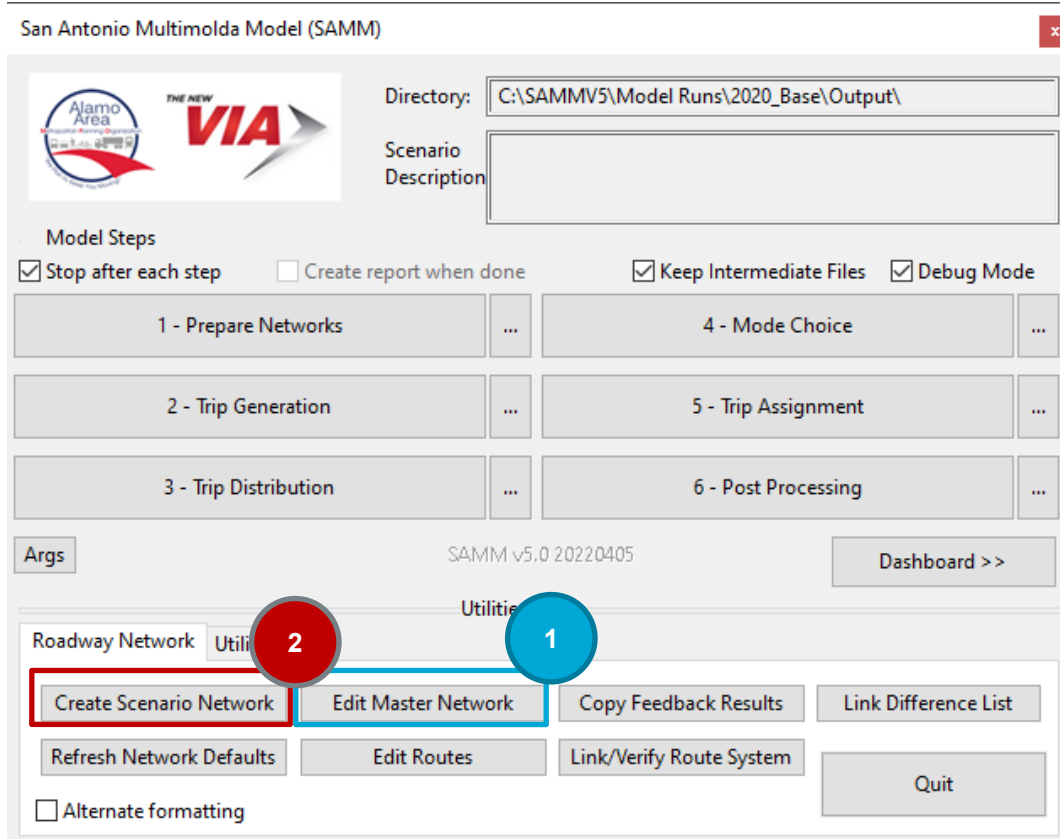 San Antonio Multimolda Model (SAMM)
x
Alamo
Area
Metropolitan Planning Organization
THE NEW
VIA
Directory:
C:\SAMMV5\Model Runs\2020_Base\Output\
Scenario
Description
Model Steps
Stop after each step
Create report when done
Keep Intermediate Files
Debug Mode
1 - Prepare Networks
...
4 - Mode Choice
...
2 - Trip Generation
...
5 - Trip Assignment
...
3 - Trip Distribution
...
6 - Post Processing
...
Args
SAMM v5.0 20220405
Dashboard >>
Utilitie
Roadway Network
Utili
2
1
Create Scenario Network
Edit Master Network
Copy Feedback Results
Link Difference List
Refresh Network Defaults
Edit Routes
Link/Verify Route System
Quit
Alternate formatting